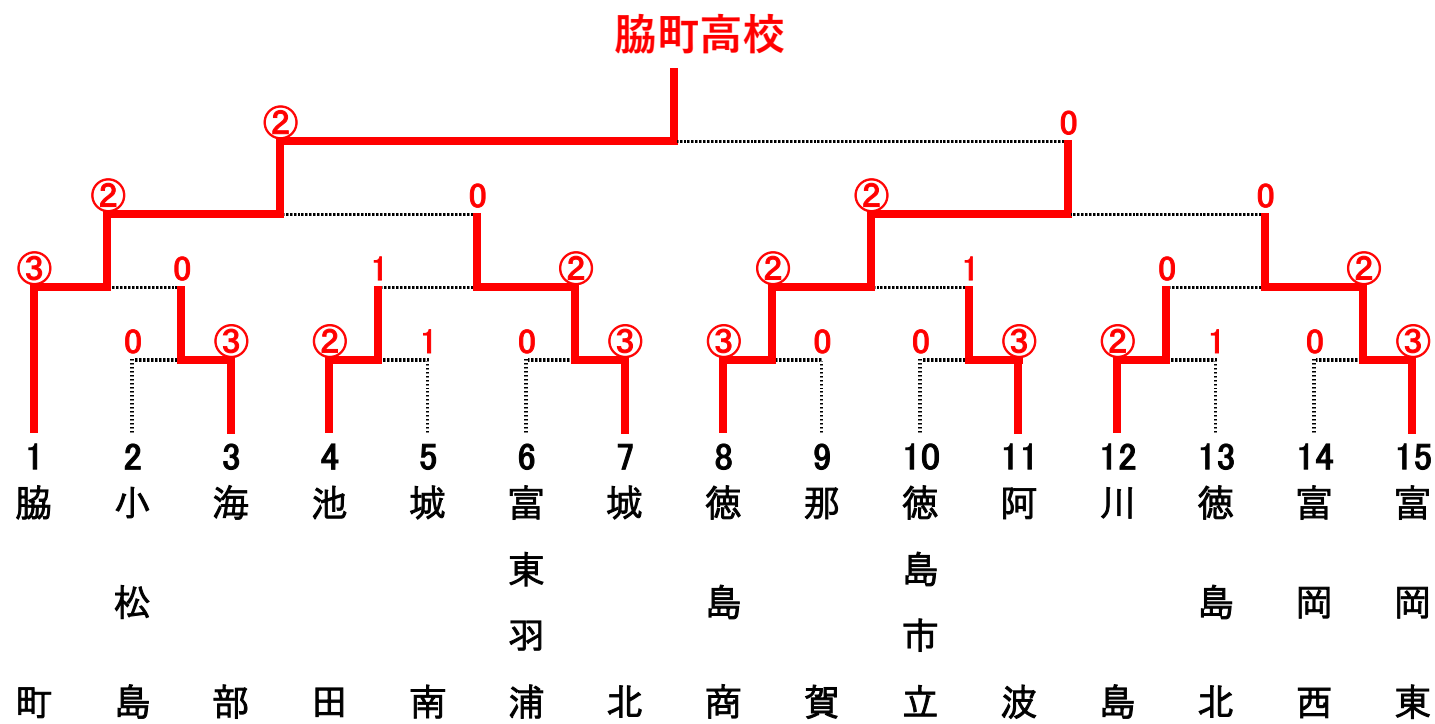 脇町高校
② 0
② 0 ② 0
③ 0 1 ② ② 1 0 ②
0 ③ ② 1 0 ③ ③ 0 0 ③ ② 1 0 ③
1 2 3 4 5 6 7 8 9 10 11 12 13 14 15
脇町
小松島
海部
池田
城南
富東羽浦
城北
徳島商
那賀
徳島市立
阿波
川島
徳島北
富岡西
富岡東